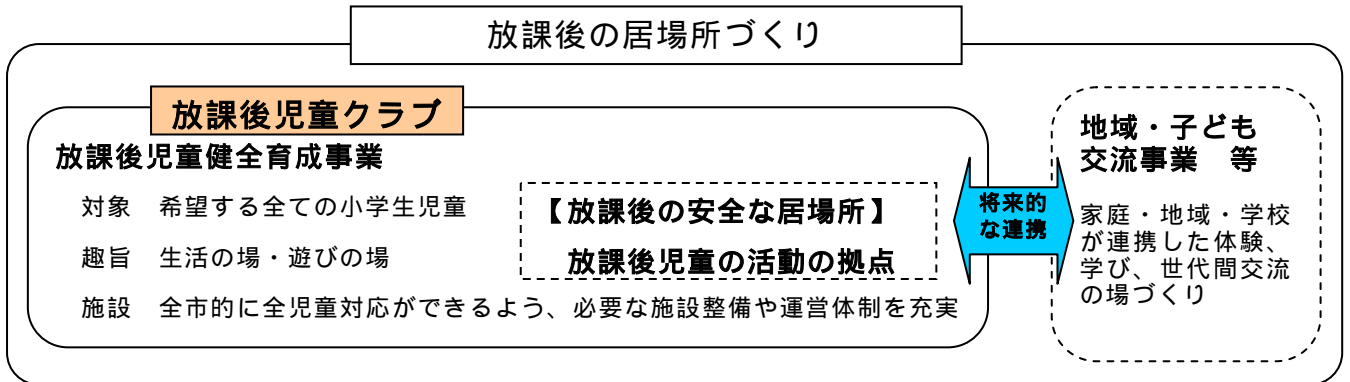 放課後の居場所づくり
放課後児童クラブ
放課後児童健全育成事業
対象　希望する全ての小学生児童
趣旨　生活の場・遊びの場
施設　全市的に全児童対応ができるよう、必要な施設整備や運営体制を充実
【放課後の安全な居場所】
放課後児童の活動の拠点
将来的
な連携
地域・子ども
交流事業　等
家庭・地域・学校
が連携した体験、
学び、世代間交流
の場づくり